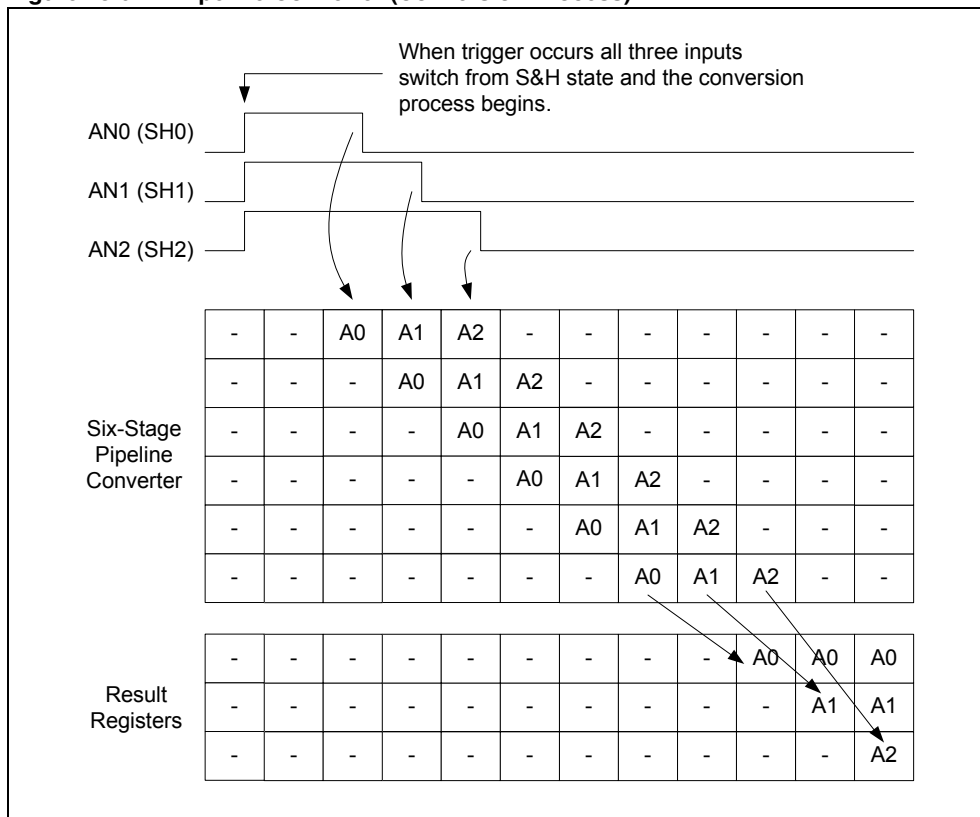 When trigger occurs all three inputs
switch from S&H state and the conversion
process begins.
AN0 (SH0)
AN1 (SH1)
AN2 (SH2)
Six-Stage
Pipeline
Converter
- - A0 A1 A2 - - - - - - -
- - - A0 A1 A2 - - - - - -
- - - - A0 A1 A2 - - - - -
- - - - - A0 A1 A2 - - - -
- - - - - - A0 A1 A2 - - -
- - - - - - - A0 A1 A2 - -
Result
Registers
- - - - - - - - - A0 A0 A0
- - - - - - - - - - A1 A1
- - - - - - - - - - - A2